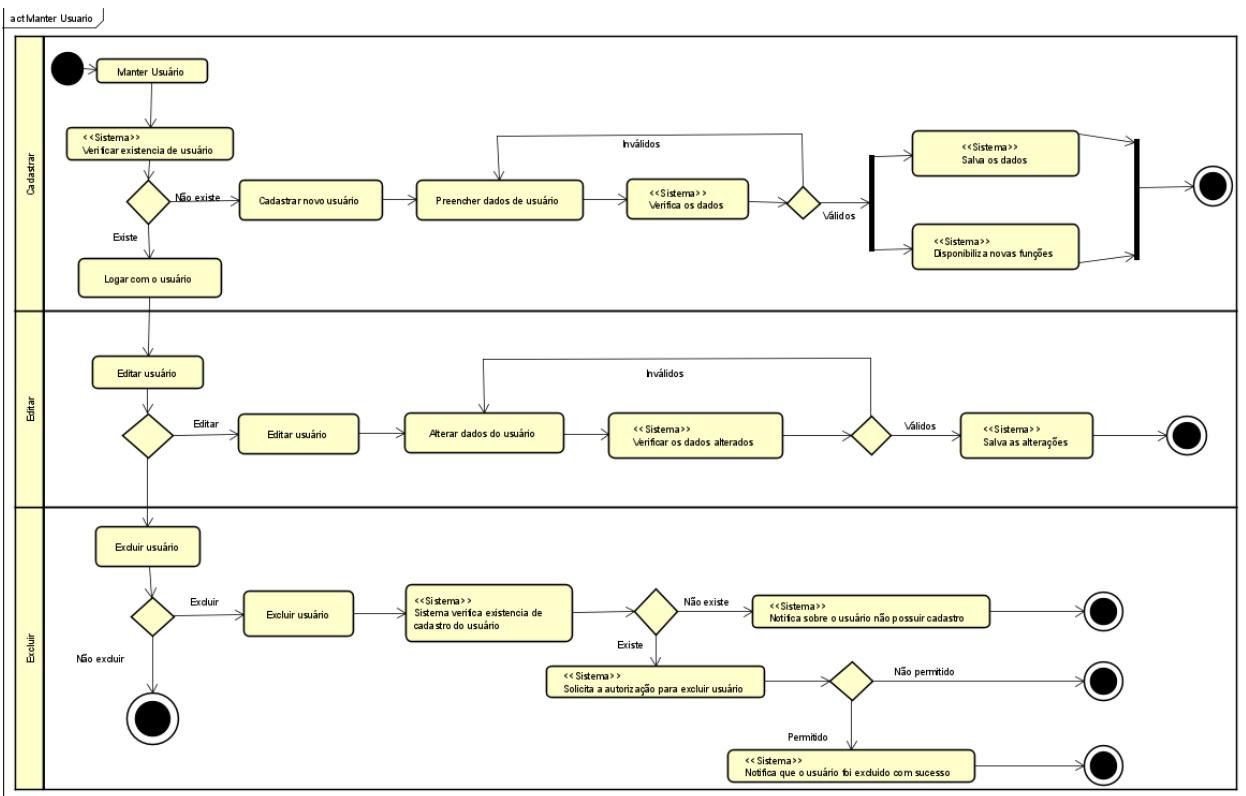 act Manter Usuario
Cadastrar
Manter Usuário
<<Sistema>>
Verificar existencia de usuário
Não existe
Existe
Cadastrar novo usuário
Preencher dados de usuário
Inválidos
<<Sistema>>
Verifica os dados
Válidos
<<Sistema>>
Salva os dados
<<Sistema>>
Disponibiliza novas funções
Logar com o usuário
Editar
Editar usuário
Editar
Editar usuário
Alterar dados do usuário
Inválidos
<<Sistema>>
Verificar os dados alterados
Válidos
<<Sistema>>
Salva as alterações
Excluir
Excluir usuário
Excluir
Não excluir
Excluir usuário
<<Sistema>>
Sistema verifica existencia de
cadastro do usuário
Não existe
Existe
<<Sistema>>
Notifica sobre o usuário não possuir cadastro
<<Sistema>>
Solicita a autorização para excluir usuário
Não permitido
Permitido
<<Sistema>>
Notifica que o usuário foi excluido com sucesso